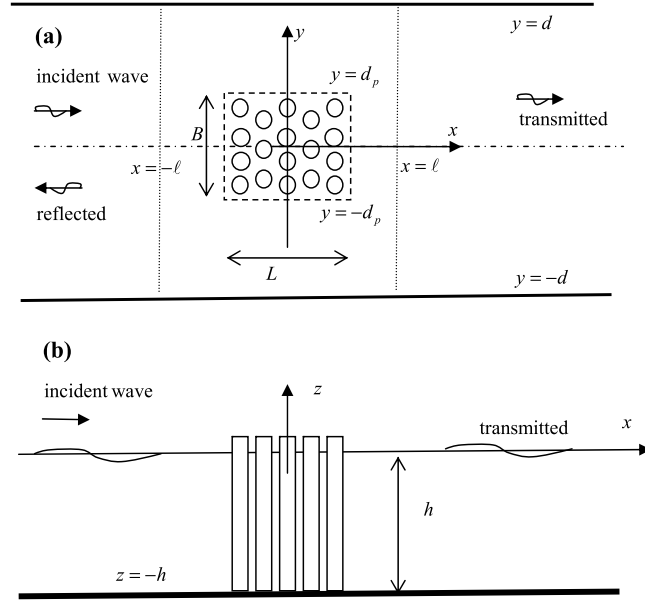 (a)
y
y = d
incident wave
y = d_p
transmitted
B
x
x = -ℓ
x = ℓ
reflected
y = -d_p
L
y = -d
(b)
incident wave
z
transmitted
x
h
z = -h